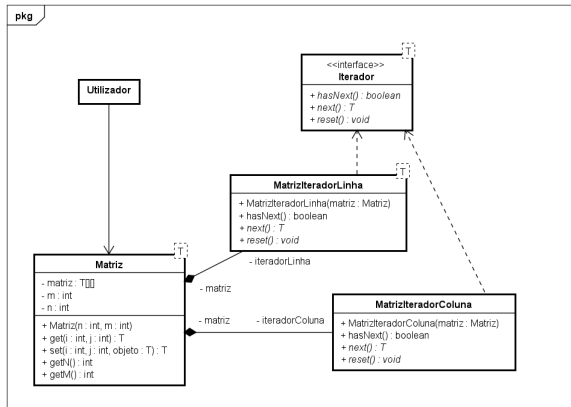 pkg
T
<<interface>>
Iterador
+ hasNext() : boolean
+ next() : T
+ reset() : void
Utilizador
T
MatrizIteradorLinha
+ MatrizIteradorLinha(matriz : Matriz)
+ hasNext() : boolean
+ next() : T
+ reset() : void
- iteradorLinha
- matriz
T
Matriz
- matriz : T[][]
- m : int
- n : int
+ Matriz(n : int, m : int)
+ get(i : int, j : int) : T
+ set(i : int, j : int, objeto : T) : T
+ getN() : int
+ getM() : int
- matriz
- iteradorColuna
MatrizIteradorColuna
+ MatrizIteradorColuna(matriz : Matriz)
+ hasNext() : boolean
+ next() : T
+ reset() : void